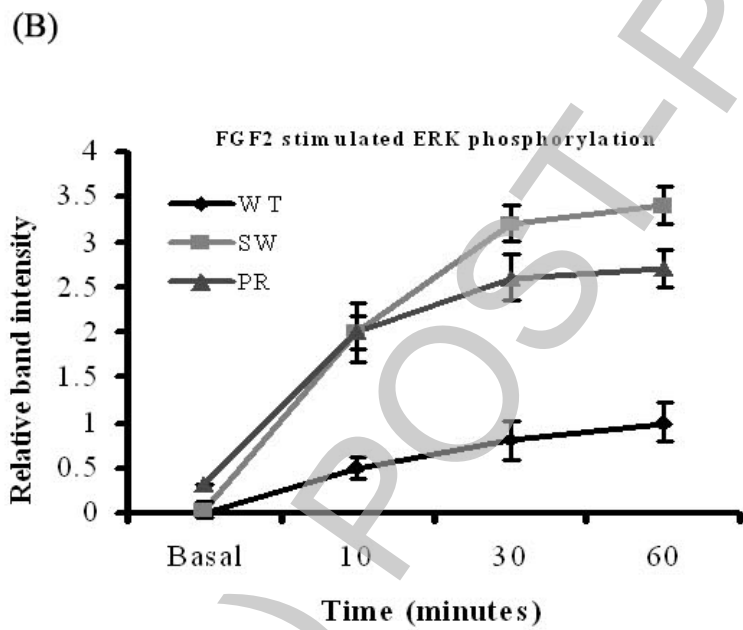 (B)
FGF2 stimulated ERK phosphorylation
4
3.5
3
2.5
2
1.5
1
0.5
0
WT
SW
PR
Relative band intensity
Basal 10 30 60
Time (minutes)
POST-P